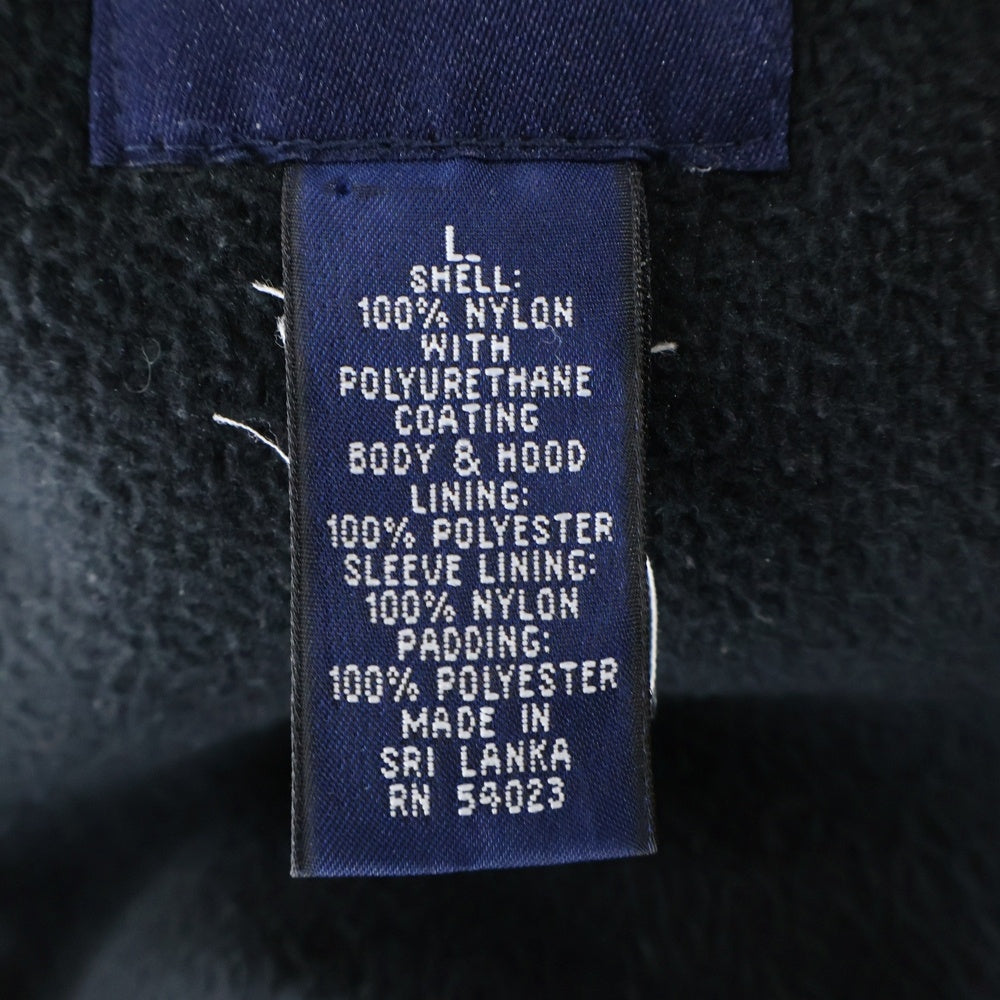 L.
SHELL:
100% NYLON
WITH
POLYURETHANE
COATING
BODY & HOOD
LINING:
100% POLYESTER
SLEEVE LINING:
100% NYLON
PADDING:
100% POLYESTER
MADE IN
SRI LANKA
RN 54023